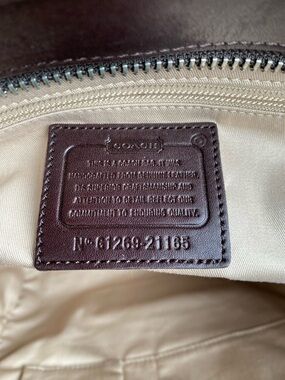 COACH
THIS IS A COACH BAG. IT WAS
HANDCRAFTED FROM GENUINE LEATHER.
ITS SUPERIOR CRAFTSMANSHIP AND
ATTENTION TO DETAIL REFLECT OUR
COMMITMENT TO ENDURING QUALITY.
Nº G1269-21165